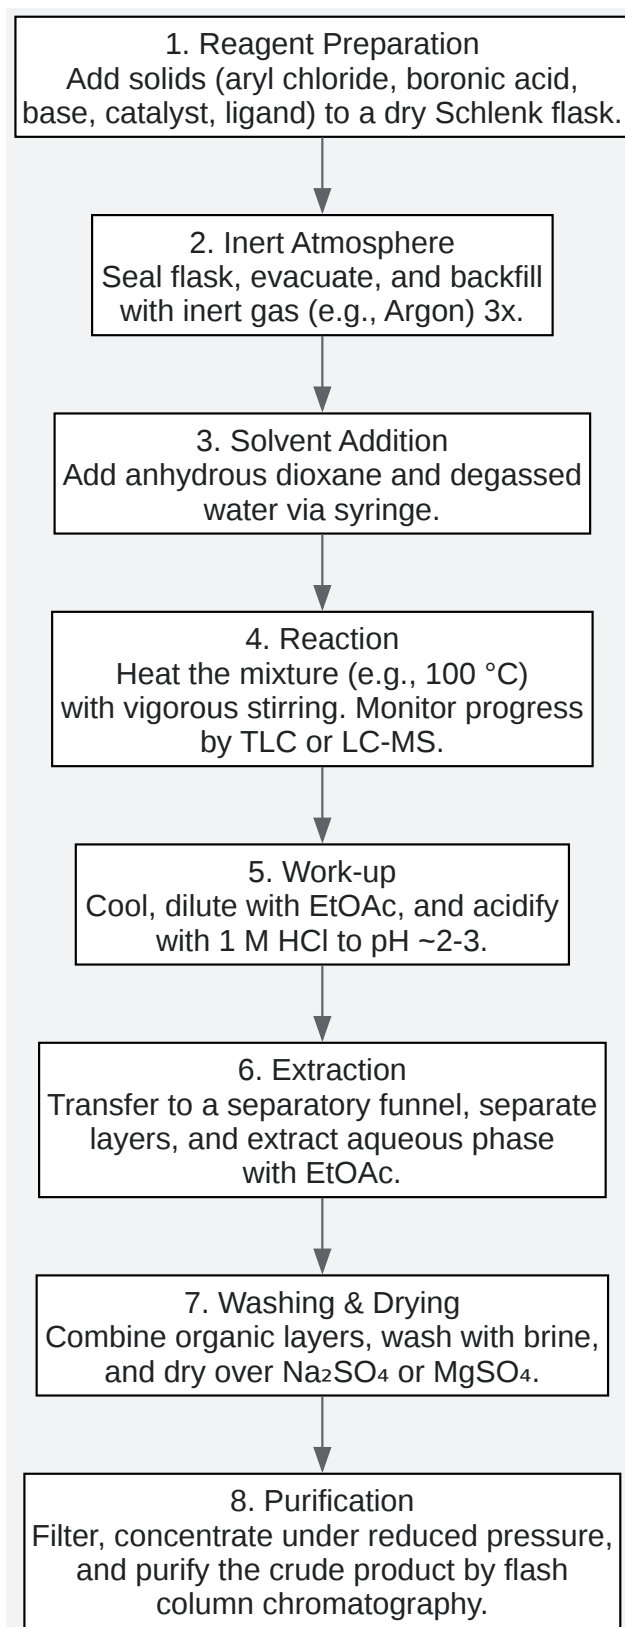 1. Reagent Preparation
Add solids (aryl chloride, boronic acid,
base, catalyst, ligand) to a dry Schlenk flask.
2. Inert Atmosphere
Seal flask, evacuate, and backfill
with inert gas (e.g., Argon) 3x.
3. Solvent Addition
Add anhydrous dioxane and degassed
water via syringe.
4. Reaction
Heat the mixture (e.g., 100 °C)
with vigorous stirring. Monitor progress
by TLC or LC-MS.
5. Work-up
Cool, dilute with EtOAc, and acidify
with 1 M HCl to pH ~2-3.
6. Extraction
Transfer to a separatory funnel, separate
layers, and extract aqueous phase
with EtOAc.
7. Washing & Drying
Combine organic layers, wash with brine,
and dry over Na₂SO₄ or MgSO₄.
8. Purification
Filter, concentrate under reduced pressure,
and purify the crude product by flash
column chromatography.